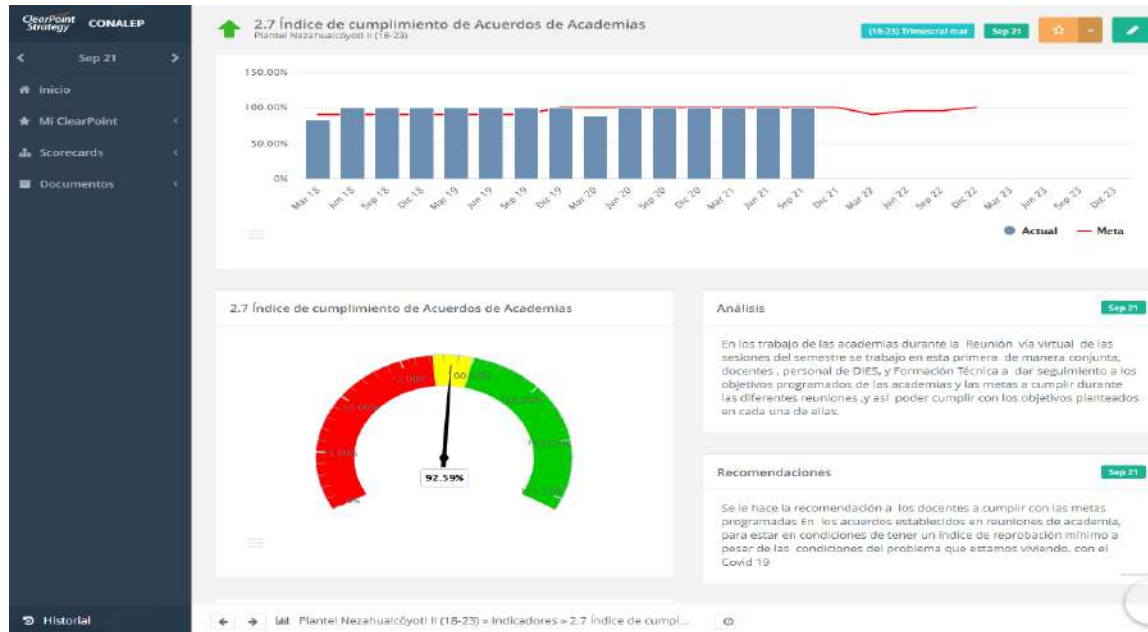 ClearPoint Strategy CONALEP
Sep 21
Inicio
Mi ClearPoint
Scorecards
Documentos
Historial
2.7 Índice de cumplimiento de Acuerdos de Academias
Plantel Nezahualcóyotl II (18-23)
(18-23) Trimestral mar
Sep 21
150.00%
100.00%
50.00%
0%
Mar 18 Jun 18 Sep 18 Dic 18 Mar 19 Jun 19 Sep 19 Dic 19 Mar 20 Jun 20 Sep 20 Dic 20 Mar 21 Jun 21 Sep 21 Dic 21 Mar 22 Jun 22 Sep 22 Dic 22 Mar 23 Jun 23 Sep 23 Dic 23
Actual Meta
2.7 Índice de cumplimiento de Acuerdos de Academias
92.59%
Análisis
Sep 21
En los trabajo de las academias durante la Reunión vía virtual de las
sesiones del semestre se trabajo en esta primera de manera conjunta,
docentes , personal de DIES, y Formación Técnica a dar seguimiento a los
objetivos programados de las academias y las metas a cumplir durante
las diferentes reuniones ,y así poder cumplir con los objetivos planteados
en cada una de ellas.
Recomendaciones
Sep 21
Se le hace la recomendación a los docentes a cumplir con las metas
programadas En los acuerdos establecidos en reuniones de academia,
para estar en condiciones de tener un índice de reprobación mínimo a
pesar de las condiciones del problema que estamos viviendo. con el
Covid 19
Plantel Nezahualcóyotl II (18-23) » Indicadores » 2.7 Índice de cumpl...